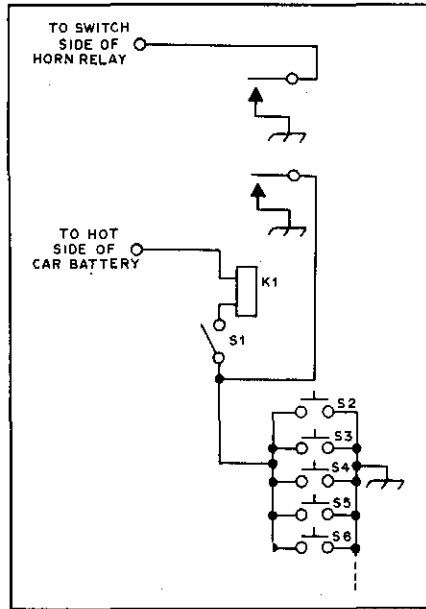 TO SWITCH
SIDE OF
HORN RELAY
TO HOT
SIDE OF
CAR BATTERY
K1
S1
S2
S3
S4
S5
S6